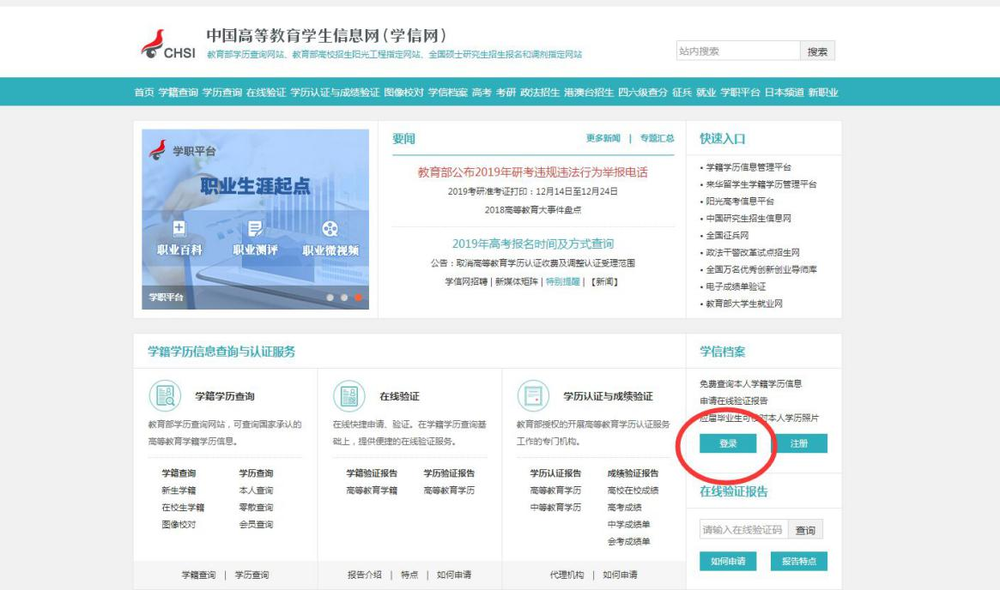 中国高等教育学生信息网(学信网)
CHSI
教育部学历查询网站、教育部高校招生阳光工程指定网站、全国硕士研究生招生报名和调剂指定网站
站内搜索
搜索
首页 学籍查询 学历查询 在线验证 学历认证与成绩验证 图像校对 学信档案 高考 考研 政法招生 港澳台招生 四六级查分 征兵 就业 学职平台 日本频道 新职业
学职平台
职业生涯起点
职业百科 职业测评 职业微视频
学职平台
要闻
更多新闻 | 专题汇总
教育部公布2019年研考违规违法行为举报电话
2019考研准考证打印：12月14日至12月24日
2018高等教育大事件盘点
2019年高考报名时间及方式查询
公告：取消高等教育学历认证收费及调整认证受理范围
学信网招聘 | 新媒体矩阵 | 特别提醒 | 【新闻】
快速入口
• 学籍学历信息管理平台
• 来华留学生学籍学历管理平台
• 阳光高考信息平台
• 中国研究生招生信息网
• 全国征兵网
• 政法干警改革试点招生网
• 全国万名优秀创新创业导师库
• 电子成绩单验证
• 教育部大学生就业网
学籍学历信息查询与认证服务
学籍学历查询
教育部学历查询网站，可查询国家承认的
高等教育学籍学历信息。
学籍查询 学历查询
新生学籍 本人查询
在校生学籍 零散查询
图像校对 会员查询
学籍查询 | 学历查询
在线验证
在线快捷申请、验证。在学籍学历查询基
础上，提供便捷的在线验证服务。
学籍验证报告 学历验证报告
高等教育学籍 高等教育学历
报告介绍 | 特点 | 如何申请
学历认证与成绩验证
教育部授权的开展高等教育学历认证服务
工作的专门机构。
学历认证报告 成绩验证报告
高等教育学历 高校在校成绩
中等教育学历 高考成绩
中学成绩单
会考成绩单
代理机构 | 如何申请
学信档案
免费查询本人学籍学历信息
申请在线验证报告
应届毕业生可校对本人学历照片
登录 注册
在线验证报告
请输入在线验证码 查询
如何申请 报告特点